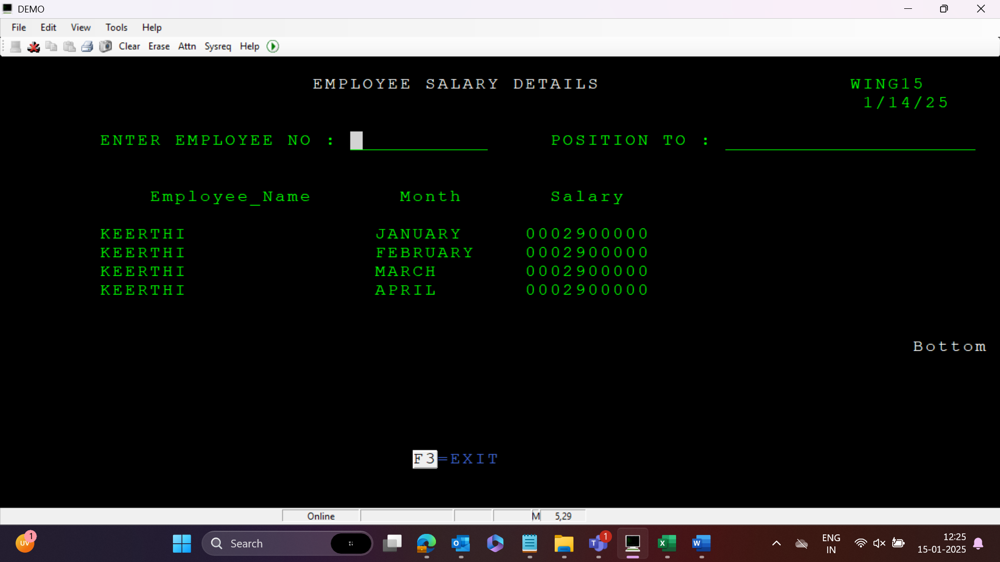 DEMO
File Edit View Tools Help
Clear Erase Attn Sysreq Help
EMPLOYEE SALARY DETAILS WING15
1/14/25
ENTER EMPLOYEE NO : POSITION TO :
Employee_Name Month Salary
KEERTHI JANUARY 0002900000
KEERTHI FEBRUARY 0002900000
KEERTHI MARCH 0002900000
KEERTHI APRIL 0002900000
Bottom
F3=EXIT
Online M 5,29
UV 1 Search 1 ENG 12:25
IN 15-01-2025